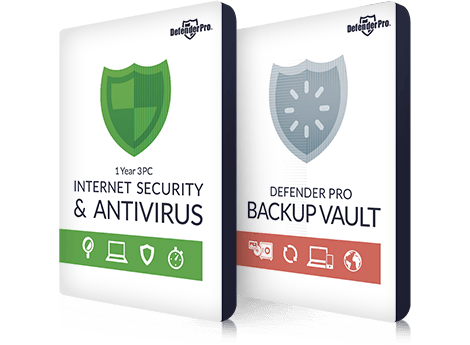 DefenderPro®
1 Year 3PC
INTERNET SECURITY
& ANTIVIRUS
DefenderPro®
DEFENDER PRO
BACKUP VAULT